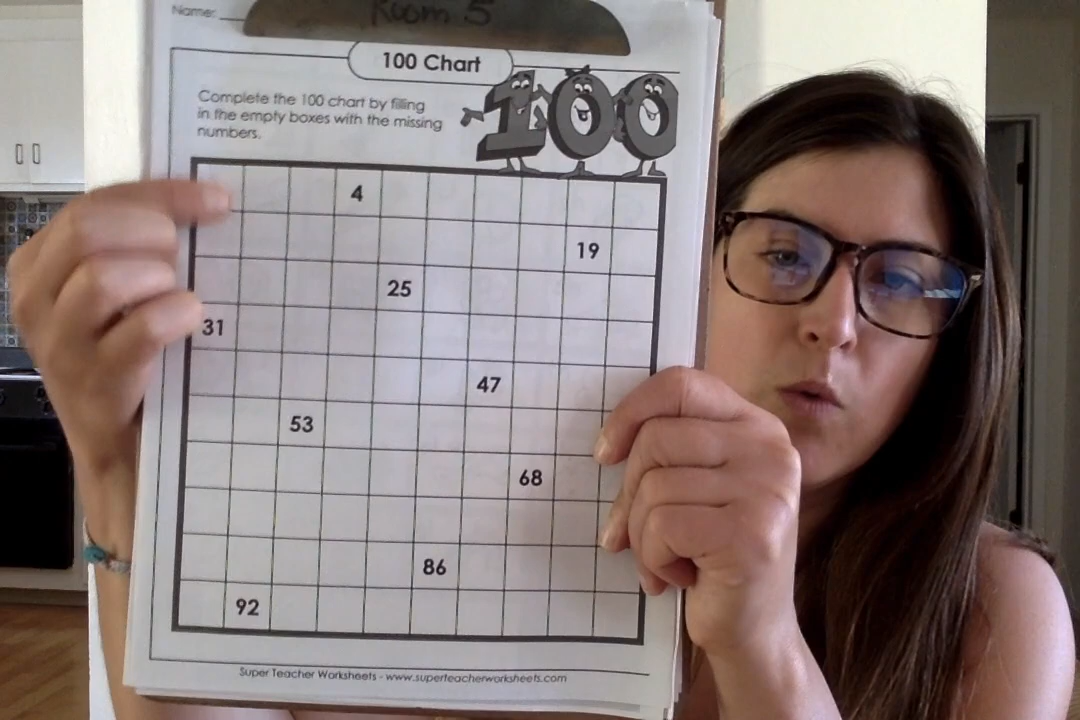 Room 5
Name:
100 Chart
100
Complete the 100 chart by filling
in the empty boxes with the missing
numbers.
4
19
25
31
47
53
68
86
92
Super Teacher Worksheets - www.superteacherworksheets.com